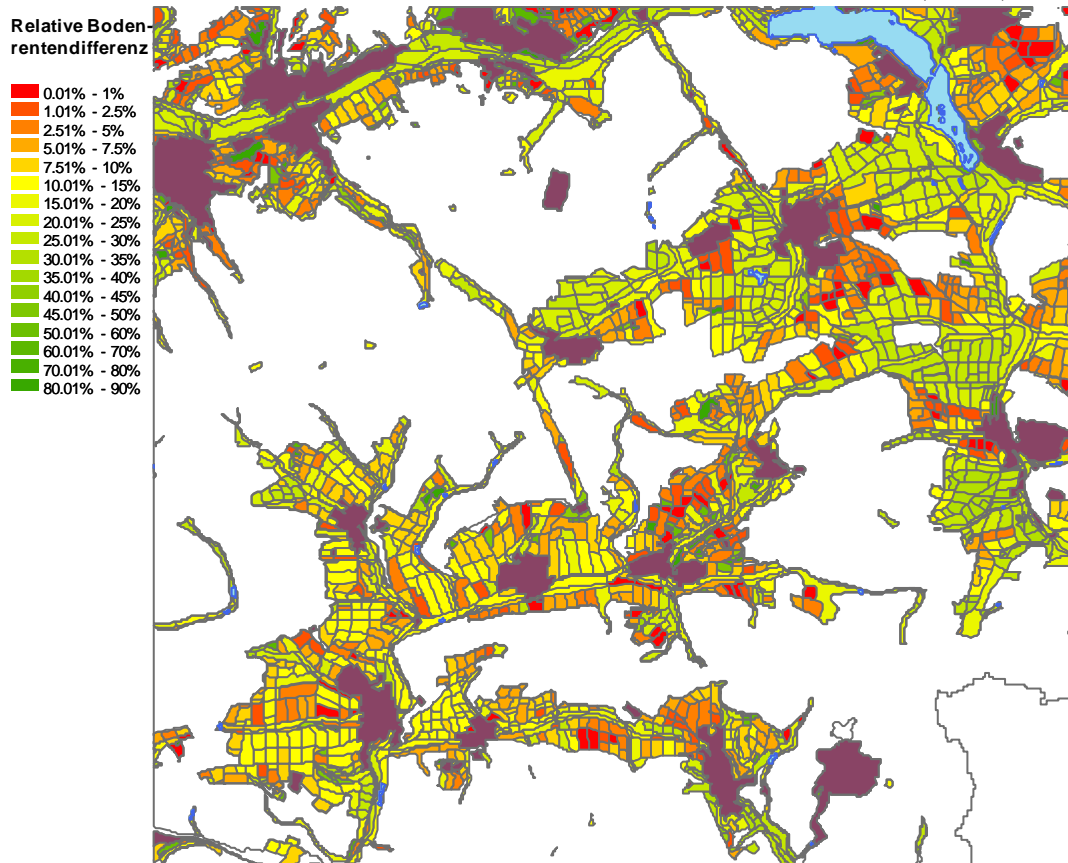 Relative Boden-
rentendifferenz
0.01% - 1%
1.01% - 2.5%
2.51% - 5%
5.01% - 7.5%
7.51% - 10%
10.01% - 15%
15.01% - 20%
20.01% - 25%
25.01% - 30%
30.01% - 35%
35.01% - 40%
40.01% - 45%
45.01% - 50%
50.01% - 60%
60.01% - 70%
70.01% - 80%
80.01% - 90%